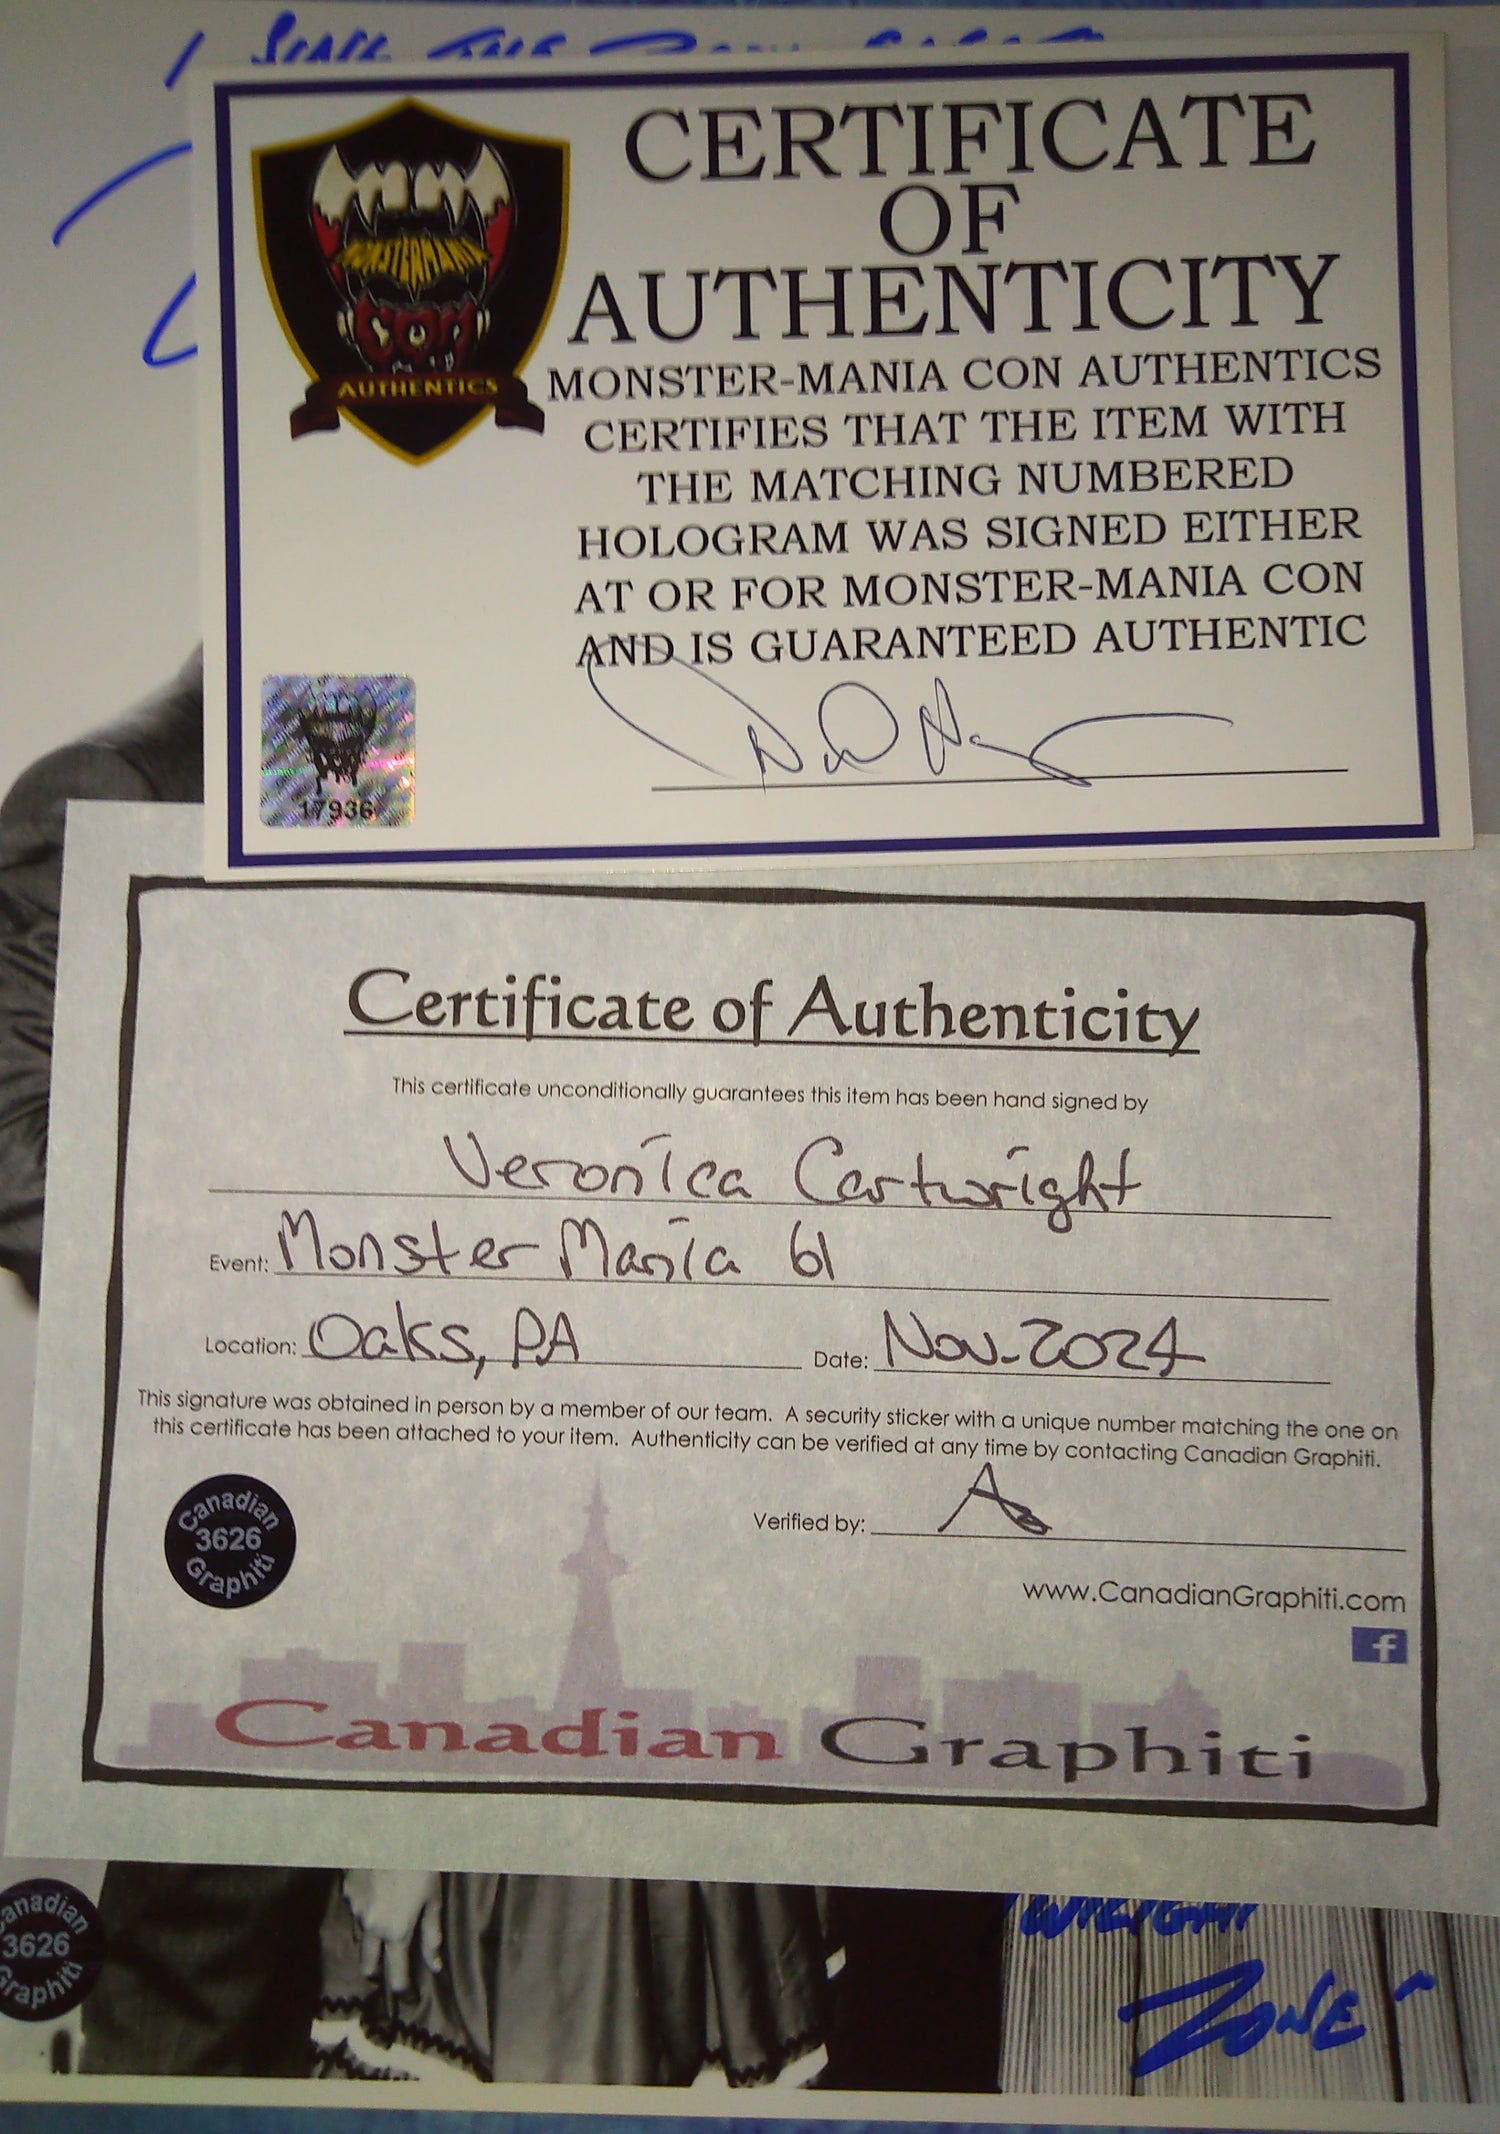 CERTIFICATE
OF
AUTHENTICITY
MONSTERMANIA
CON
AUTHENTICS
MONSTER-MANIA CON AUTHENTICS
CERTIFIES THAT THE ITEM WITH
THE MATCHING NUMBERED
HOLOGRAM WAS SIGNED EITHER
AT OR FOR MONSTER-MANIA CON
AND IS GUARANTEED AUTHENTIC
17936
Certificate of Authenticity
This certificate unconditionally guarantees this item has been hand signed by
Veronica Cartwright
Event: Monster Mania 61
Location: Oaks, PA Date: Nov. 2024
This signature was obtained in person by a member of our team. A security sticker with a unique number matching the one on
this certificate has been attached to your item. Authenticity can be verified at any time by contacting Canadian Graphiti.
Canadian
3626
Graphiti
Verified by:
www.CanadianGraphiti.com
f
Canadian Graphiti
Canadian
3626
Graphiti
TWILIGHT
ZONE"